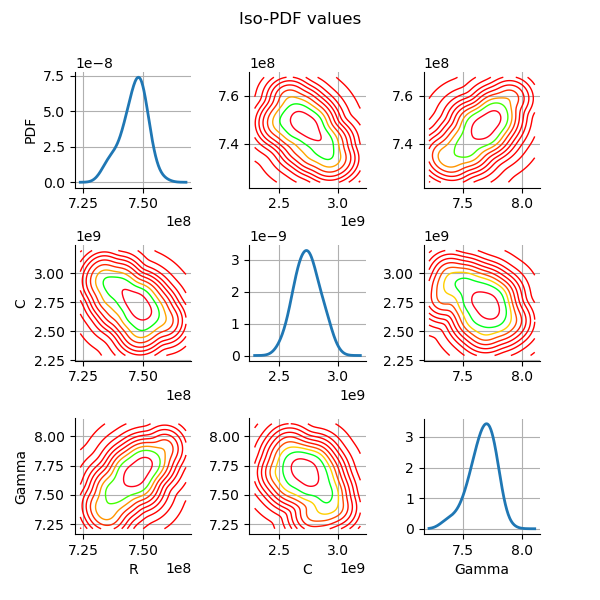 Iso-PDF values
1e−8
1e8
1e8
7.5
5.0
2.5
0.0
PDF
7.6
7.4
7.6
7.4
7.25 7.50
1e8
2.5 3.0
1e9
7.5 8.0
1e9
1e−9
1e9
3.00
2.75
2.50
2.25
C
3
2
1
0
3.00
2.75
2.50
2.25
7.25 7.50
1e8
2.5 3.0
1e9
7.5 8.0
8.00
7.75
7.50
7.25
Gamma
8.00
7.75
7.50
7.25
3
2
1
0
7.25 7.50
1e8
R
2.5 3.0
1e9
C
7.5 8.0
Gamma